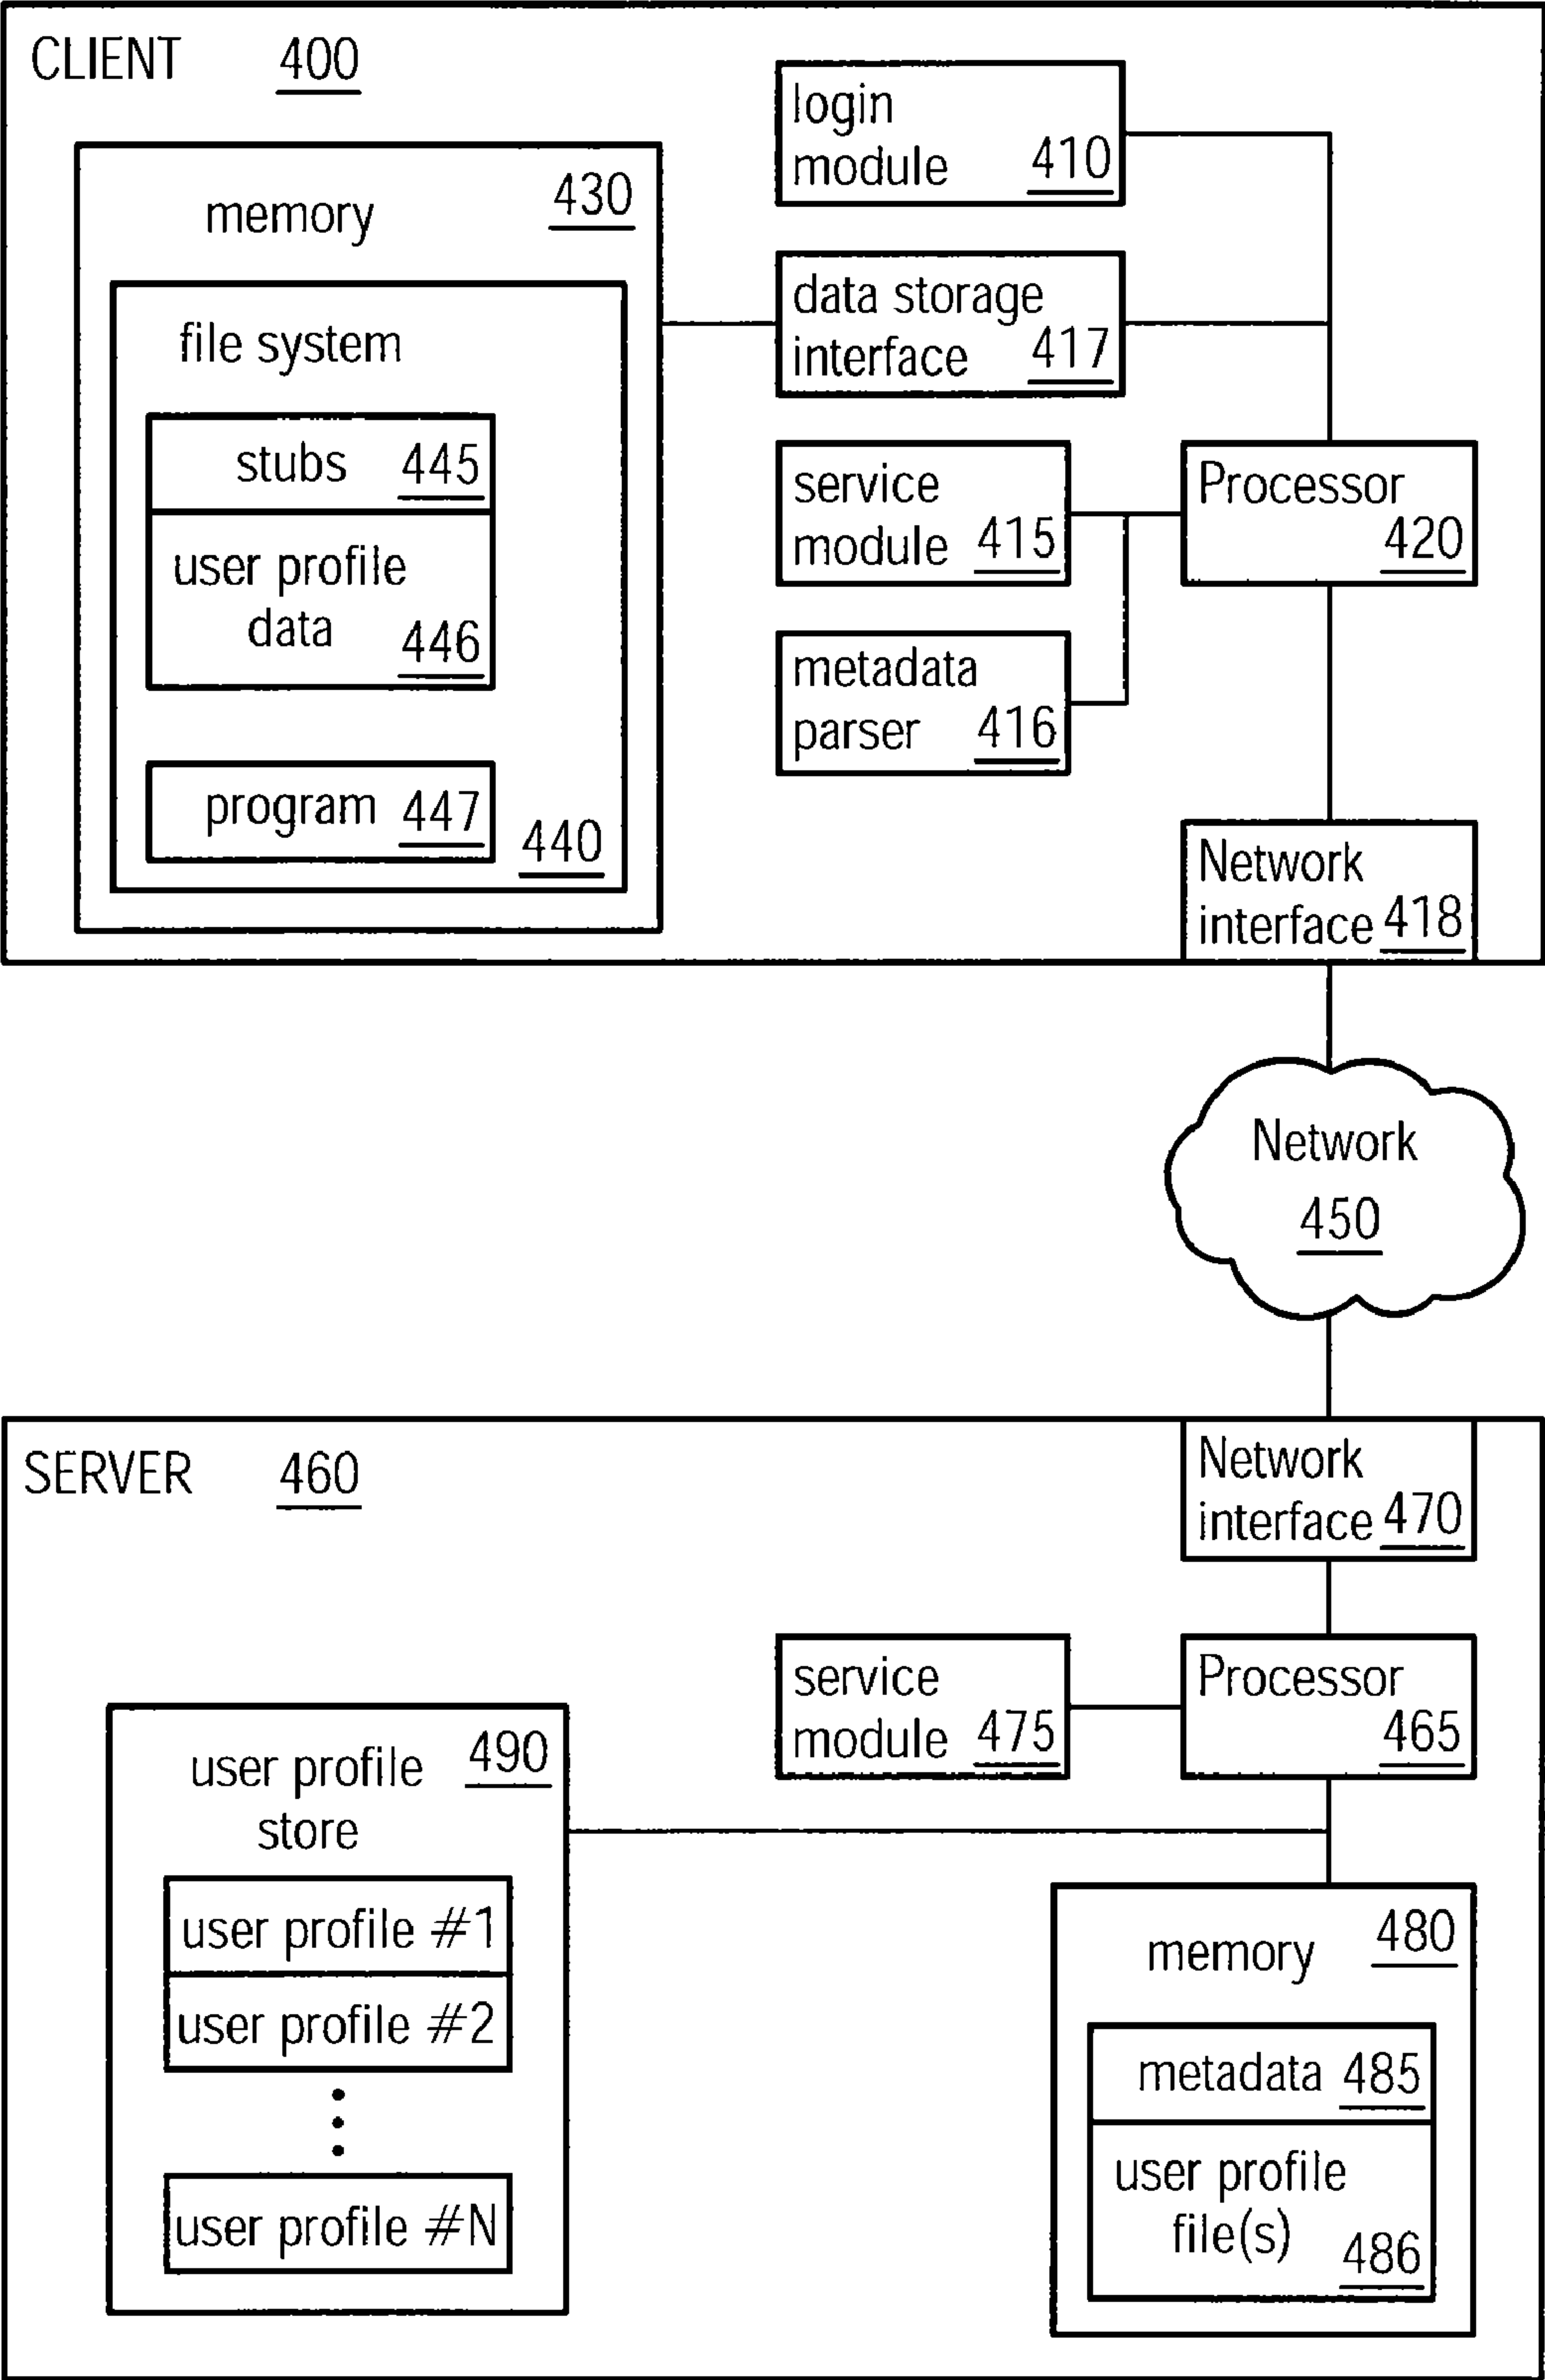 CLIENT 400
login
module 410
memory 430
data storage
interface 417
file system
stubs 445
user profile
data 446
program 447
440
service
module 415
Processor
420
metadata
parser 416
Network
interface 418
Network
450
SERVER 460
Network
interface 470
service
module 475
Processor
465
user profile 490
store
user profile #1
user profile #2
user profile #N
memory 480
metadata 485
user profile
file(s)
486